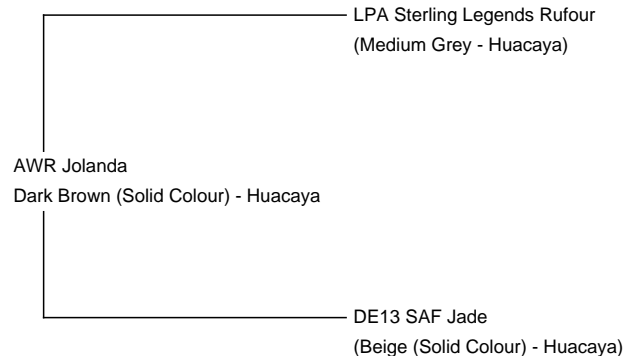 LPA Sterling Legends Rufour
(Medium Grey - Huacaya)
AWR Jolanda
Dark Brown (Solid Colour) - Huacaya
DE13 SAF Jade
(Beige (Solid Colour) - Huacaya)